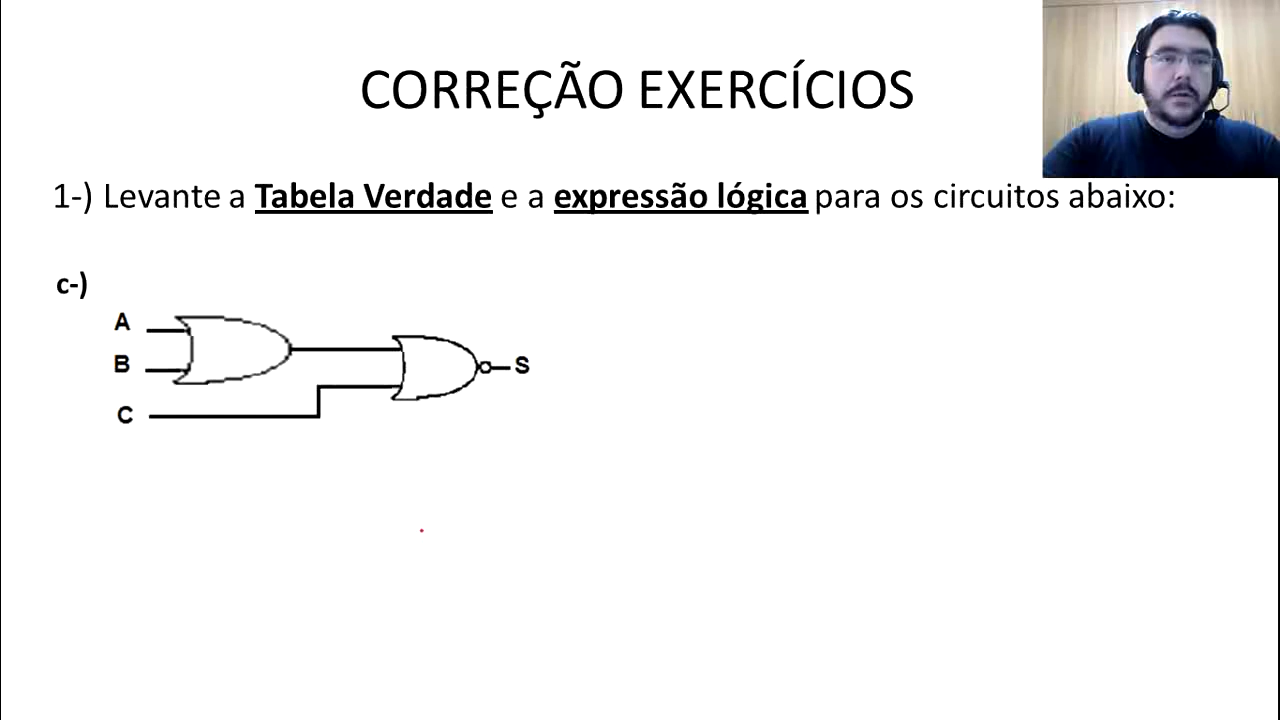 CORREÇÃO EXERCÍCIOS
1-) Levante a Tabela Verdade e a expressão lógica para os circuitos abaixo:
c-)
A
B
C
S